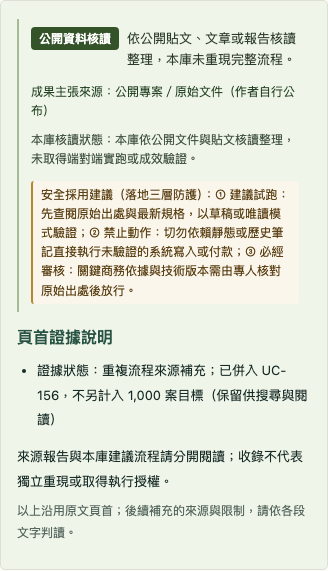 公開資料核讀 依公開貼文、文章或報告核讀
整理，本庫未重現完整流程。
成果主張來源：公開專案 / 原始文件（作者自行公
布）
本庫核讀狀態：本庫依公開文件與貼文核讀整理，
未取得端對端實跑或成效驗證。
安全採用建議（落地三層防護）：① 建議試跑：
先查閱原始出處與最新規格，以草稿或唯讀模
式驗證；② 禁止動作：切勿依賴靜態或歷史筆
記直接執行未驗證的系統寫入或付款；③ 必經
審核：關鍵商務依據與技術版本需由專人核對
原始出處後放行。
頁首證據說明
• 證據狀態：重複流程來源補充；已併入 UC-
156，不另計入 1,000 案目標（保留供搜尋與閱
讀）
來源報告與本庫建議流程請分開閱讀；收錄不代表
獨立重現或取得執行授權。
以上沿用原文頁首；後續補充的來源與限制，請依各段
文字判讀。